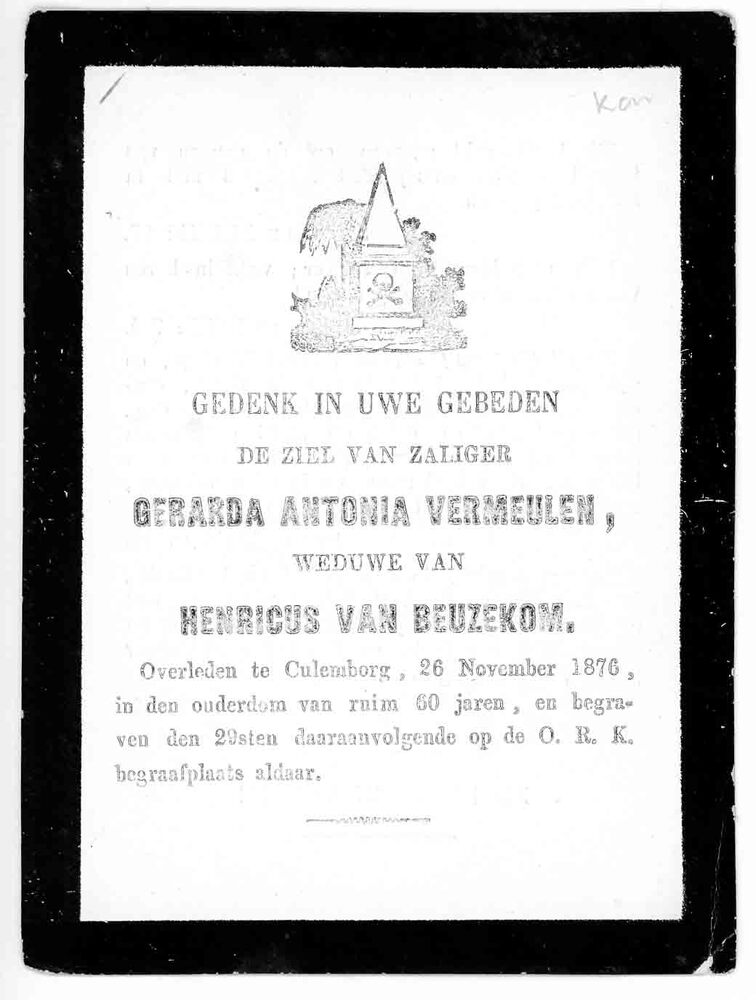 GEDENK IN UWE GEBEDEN
DE ZIEL VAN ZALIGER
GERARDA ANTONIA VERMEULEN,
WEDUWE VAN
HENRICUS VAN BEUZEKOM.
Overleden te Culemborg, 26 November 1876,
in den ouderdom van ruim 60 jaren, en begra-
ven den 29sten daaraanvolgende op de O. R. K.
begraafplaats aldaar.